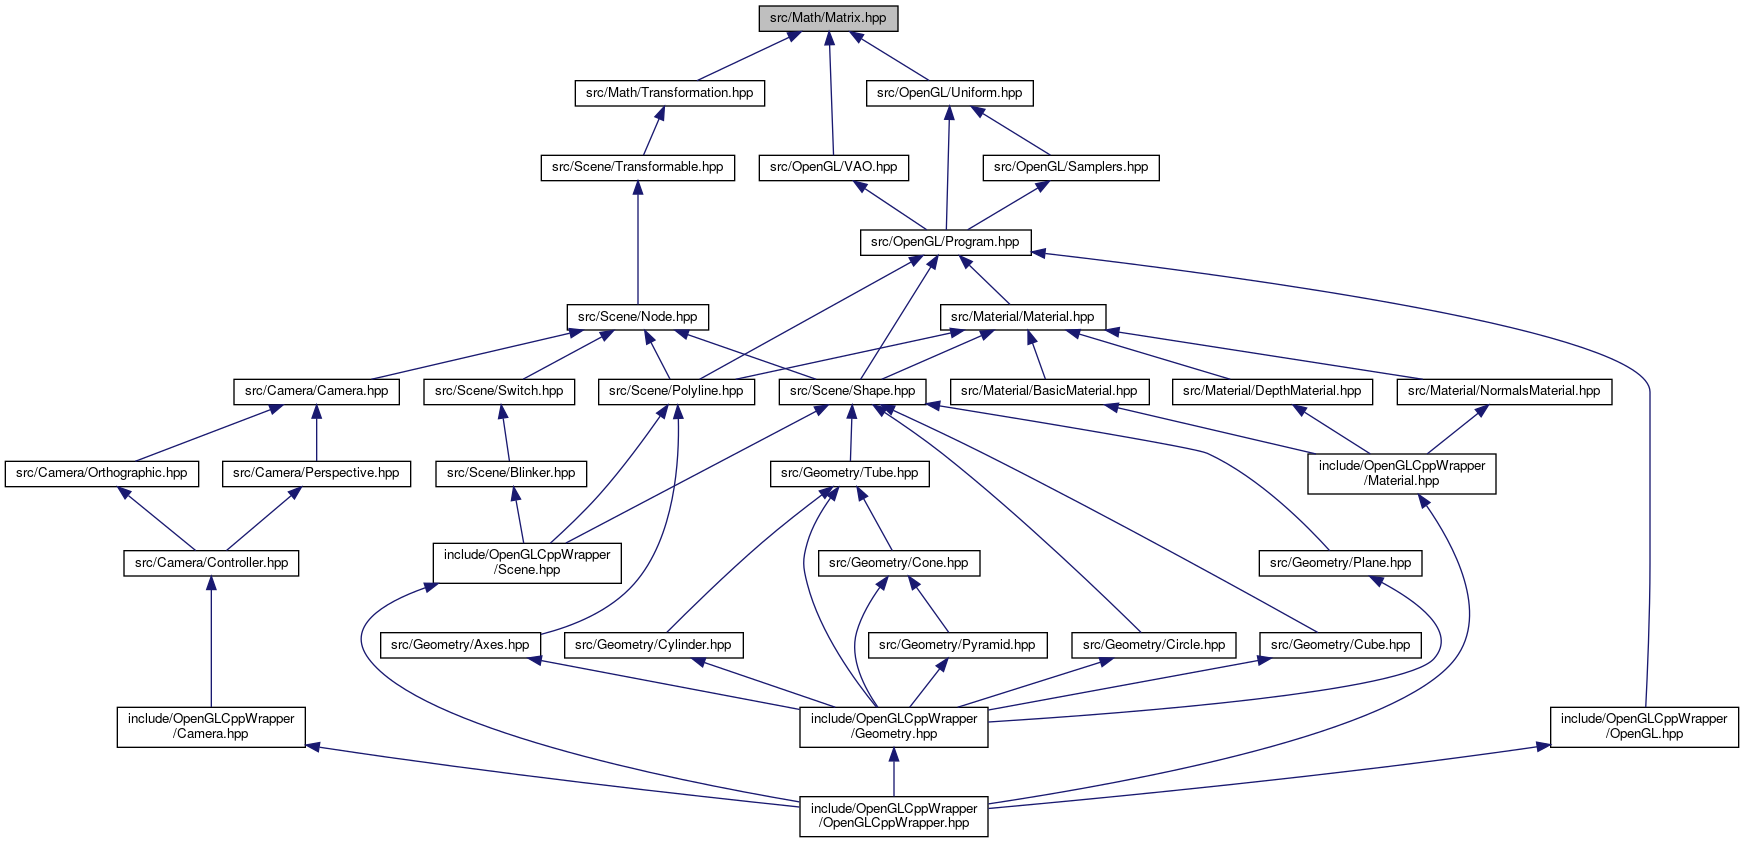 src/Math/Matrix.hpp
src/Math/Transformation.hpp
src/OpenGL/Uniform.hpp
src/Scene/Transformable.hpp
src/OpenGL/VAO.hpp
src/OpenGL/Samplers.hpp
src/OpenGL/Program.hpp
src/Scene/Node.hpp
src/Material/Material.hpp
src/Camera/Camera.hpp
src/Scene/Switch.hpp
src/Scene/Polyline.hpp
src/Scene/Shape.hpp
src/Material/BasicMaterial.hpp
src/Material/DepthMaterial.hpp
src/Material/NormalsMaterial.hpp
src/Camera/Orthographic.hpp
src/Camera/Perspective.hpp
src/Scene/Blinker.hpp
src/Geometry/Tube.hpp
include/OpenGLCppWrapper
/Material.hpp
src/Camera/Controller.hpp
include/OpenGLCppWrapper
/Scene.hpp
src/Geometry/Cone.hpp
src/Geometry/Plane.hpp
src/Geometry/Axes.hpp
src/Geometry/Cylinder.hpp
src/Geometry/Pyramid.hpp
src/Geometry/Circle.hpp
src/Geometry/Cube.hpp
include/OpenGLCppWrapper
/Camera.hpp
include/OpenGLCppWrapper
/Geometry.hpp
include/OpenGLCppWrapper
/OpenGL.hpp
include/OpenGLCppWrapper
/OpenGLCppWrapper.hpp